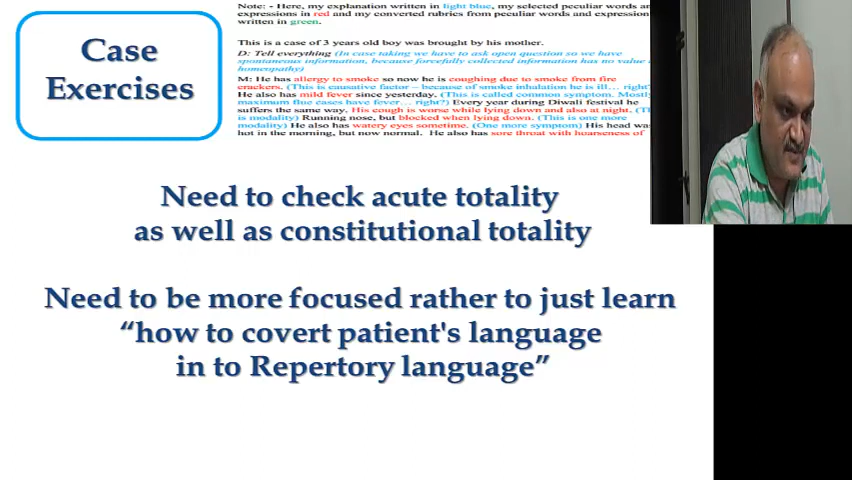 Case
Exercises
Note: - Here, my explanation written in light blue, my selected peculiar words an
expressions in red and my converted rubrics from peculiar words and expression
written in green.
This is a case of 3 years old boy was brought by his mother.
D: Tell everything (In case taking we have to ask open question so we have
spontaneous information, because forcefully collected information has no value
homeopathy)
M: He has allergy to smoke so now he is coughing due to smoke from fire
crackers. (This is causative factor – because of smoke inhalation he is ill... right?
He also has mild fever since yesterday. (This is called common symptom. Mostl
maximum flue cases have fever... right?) Every year during Diwali festival he
suffers the same way. His cough is worse while lying down and also at night. (Th
is modality) Running nose, but blocked when lying down. (This is one more
modality) He also has watery eyes sometime. (One more symptom) His head was
hot in the morning, but now normal. He also has sore throat with hoarseness of
Need to check acute totality
as well as constitutional totality
Need to be more focused rather to just learn
“how to covert patient's language
in to Repertory language”